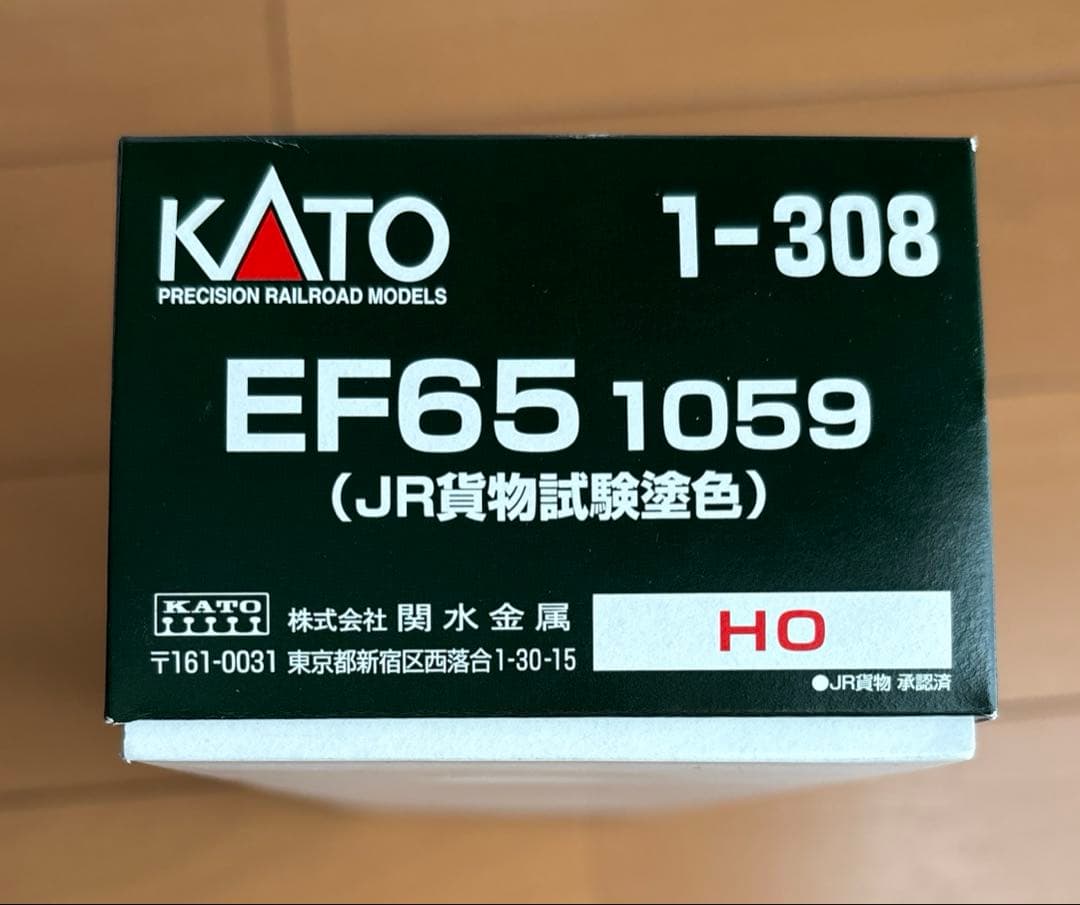 KATO 1-308
PRECISION RAILROAD MODELS
EF65 1059
（JR貨物試験塗色）
KATO 株式会社 関水金属
〒161-0031 東京都新宿区西落合1-30-15
HO
●JR貨物 承認済